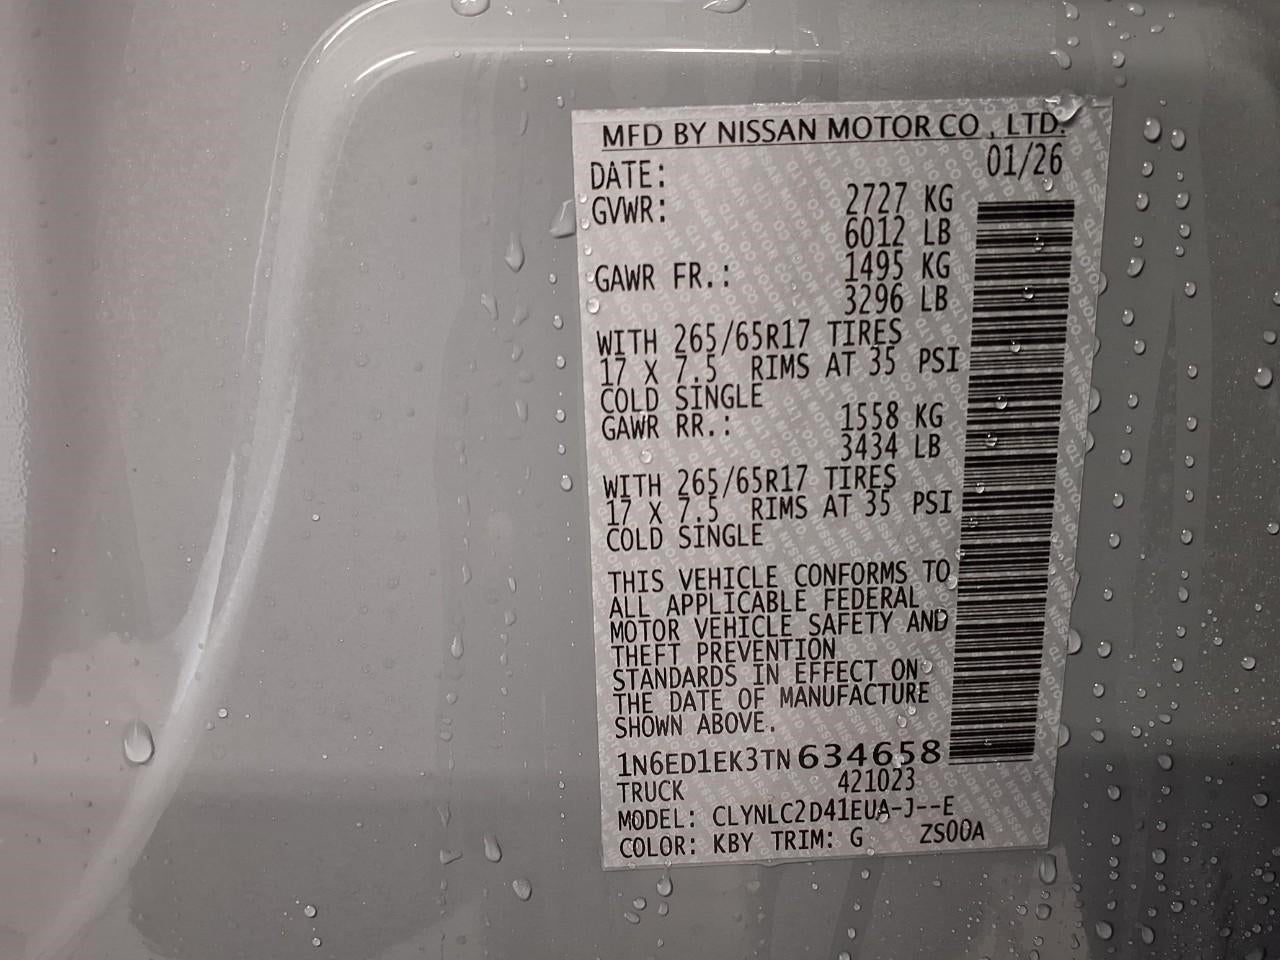 MFD BY NISSAN MOTOR CO., LTD.
DATE: 01/26
GVWR: 2727 KG
6012 LB
GAWR FR.: 1495 KG
3296 LB
WITH 265/65R17 TIRES
17 X 7.5 RIMS AT 35 PSI
COLD SINGLE
GAWR RR.: 1558 KG
3434 LB
WITH 265/65R17 TIRES
17 X 7.5 RIMS AT 35 PSI
COLD SINGLE
THIS VEHICLE CONFORMS TO
ALL APPLICABLE FEDERAL
MOTOR VEHICLE SAFETY AND
THEFT PREVENTION
STANDARDS IN EFFECT ON
THE DATE OF MANUFACTURE
SHOWN ABOVE.
1N6ED1EK3TN634658
TRUCK 421023
MODEL: CLYNLC2D41EUA-J--E
COLOR: KBY TRIM: G ZS00A